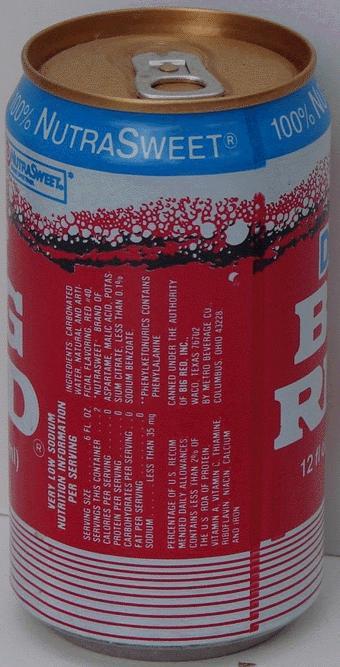 100% NUTRASWEET®
100% NU
NUTRASWEET®
G
D
®
B
R
12 fl
VERY LOW SODIUM
NUTRITION INFORMATION
PER SERVING
SERVING SIZE 6 FL. OZ
SERVINGS THIS CONTAINER 2
CALORIES PER SERVING 0
PROTEIN PER SERVING 0
CARBOHYDRATES PER SERVING 0
FAT PER SERVING 0
SODIUM LESS THAN 35 mg
PERCENTAGE OF U.S. RECOM
MENDED DAILY ALLOWANCES:
CONTAINS LESS THAN 2% OF
THE U.S. RDA OF PROTEIN,
VITAMIN A, VITAMIN C, THIAMINE,
RIBOFLAVIN, NIACIN, CALCIUM
AND IRON
INGREDIENTS: CARBONATED
WATER, NATURAL AND ARTI-
FICIAL FLAVORING, RED #40,
*NUTRASWEET® BRAND OF
ASPARTAME, MALIC ACID, POTAS-
SIUM CITRATE, LESS THAN 0.1%
SODIUM BENZOATE.
**PHENYLKETONURICS CONTAINS
PHENYLALANINE
CANNED UNDER THE AUTHORITY
OF BIG RED, INC.,
WACO, TEXAS 76702
BY METRO BEVERAGE CO.
COLUMBUS, OHIO 43228